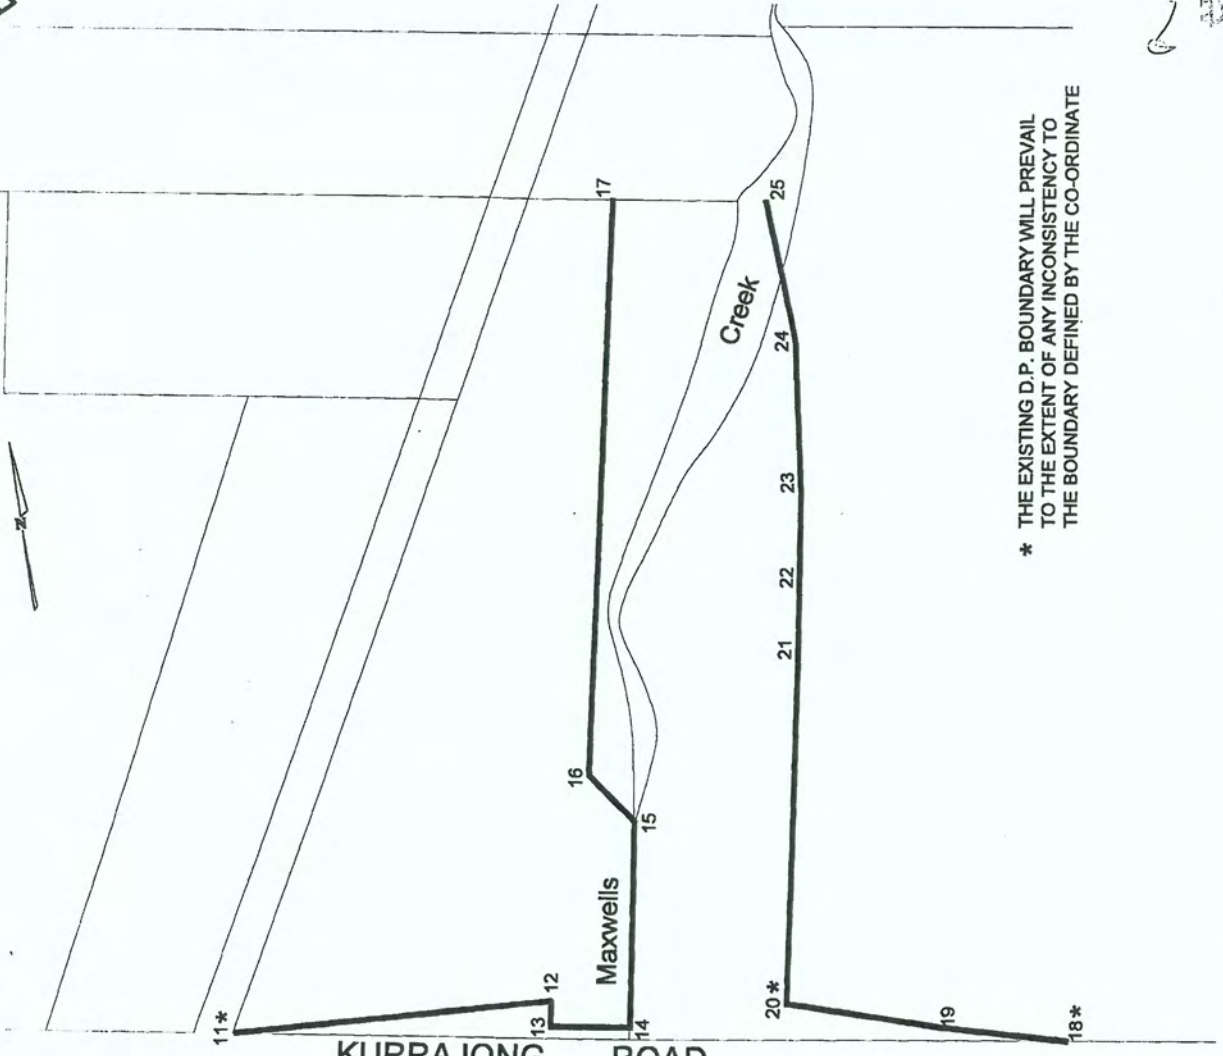 17
25
Creek
24
23
22
21
16
15
Maxwells
12
13
14
11*
20*
19
18*
KURRAJONG ROAD
N
* THE EXISTING D.P. BOUNDARY WILL PREVAIL
TO THE EXTENT OF ANY INCONSISTENCY TO
THE BOUNDARY DEFINED BY THE CO-ORDINATE